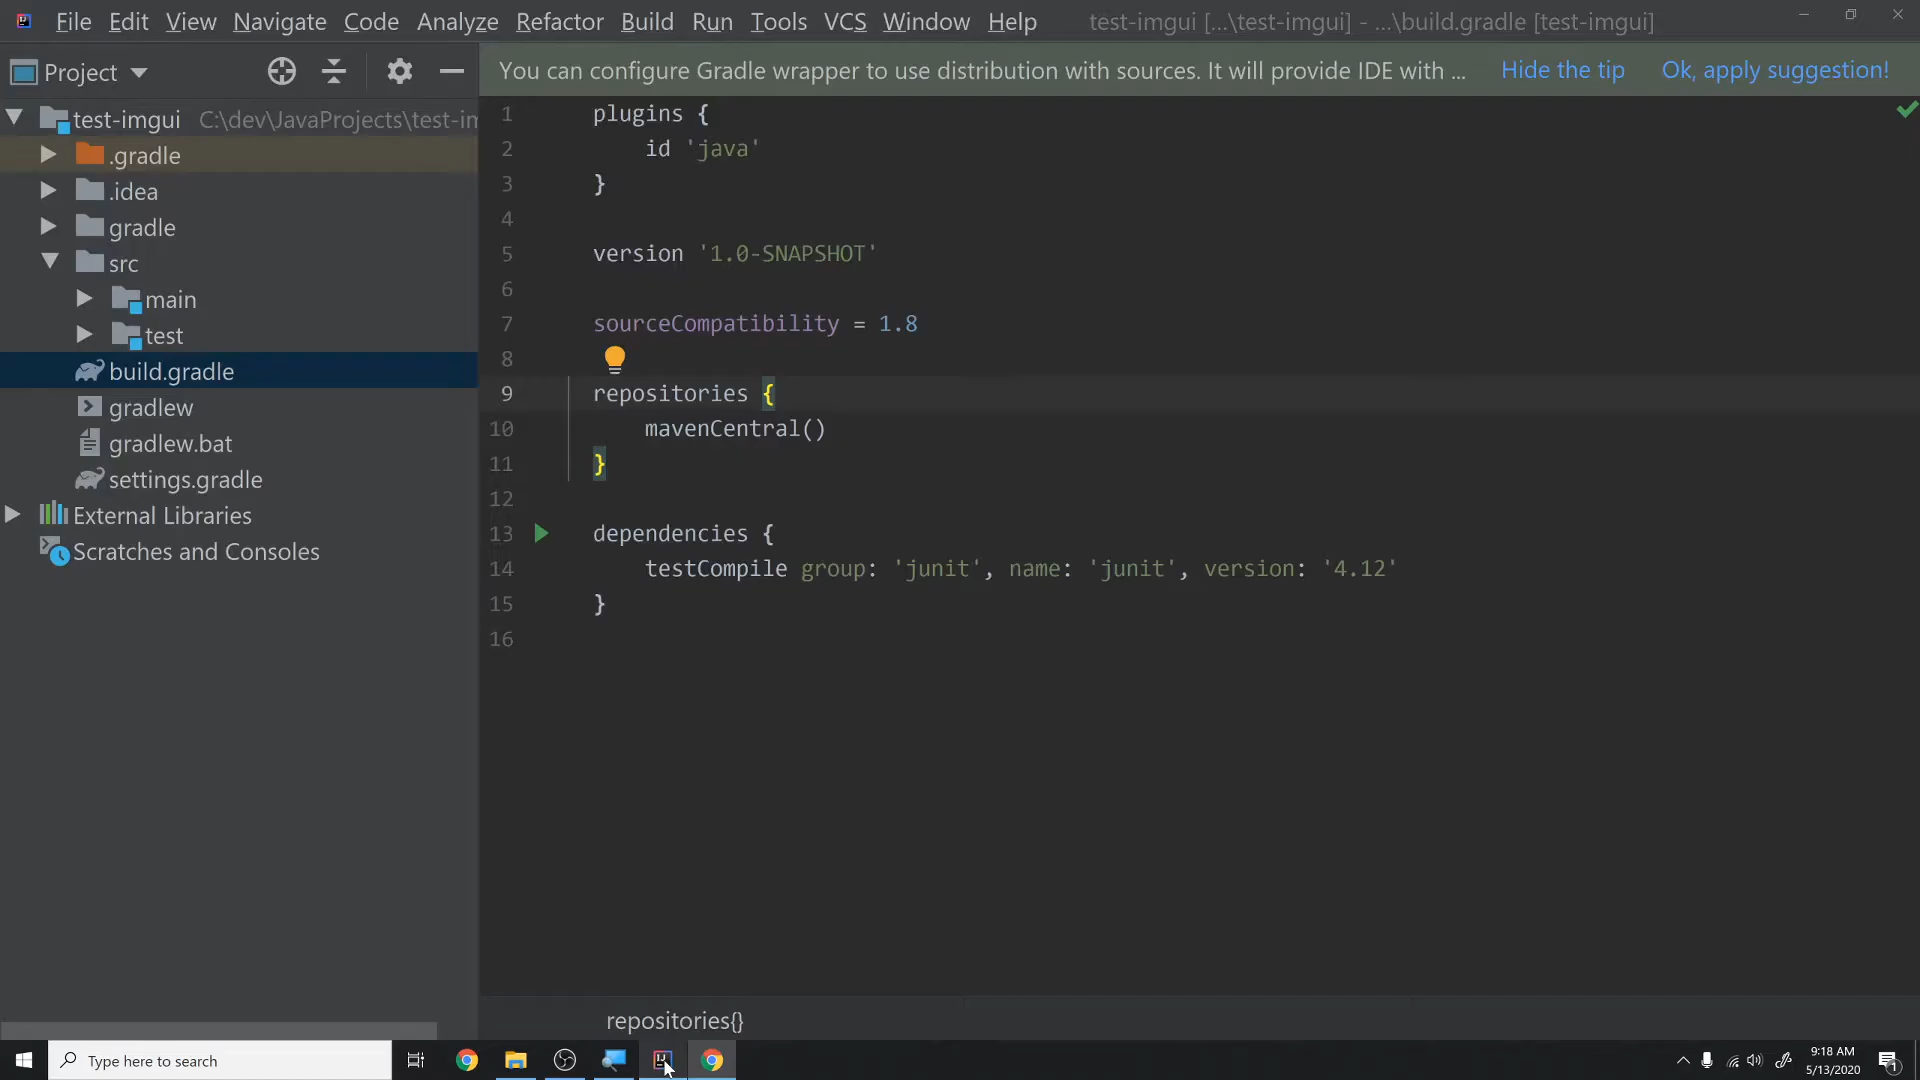 File Edit View Navigate Code Analyze Refactor Build Run Tools VCS Window Help test-imgui [...\test-imgui] - ...\build.gradle [test-imgui]
Project
You can configure Gradle wrapper to use distribution with sources. It will provide IDE with ... Hide the tip Ok, apply suggestion!
test-imgui C:\dev\JavaProjects\test-im
.gradle
.idea
gradle
src
main
test
build.gradle
gradlew
gradlew.bat
settings.gradle
External Libraries
Scratches and Consoles
1 plugins {
2 id 'java'
3 }
4
5 version '1.0-SNAPSHOT'
6
7 sourceCompatibility = 1.8
8
9 repositories {
10 mavenCentral()
11 }
12
13 dependencies {
14 testCompile group: 'junit', name: 'junit', version: '4.12'
15 }
16
repositories{}
Type here to search
9:18 AM
5/13/2020
1